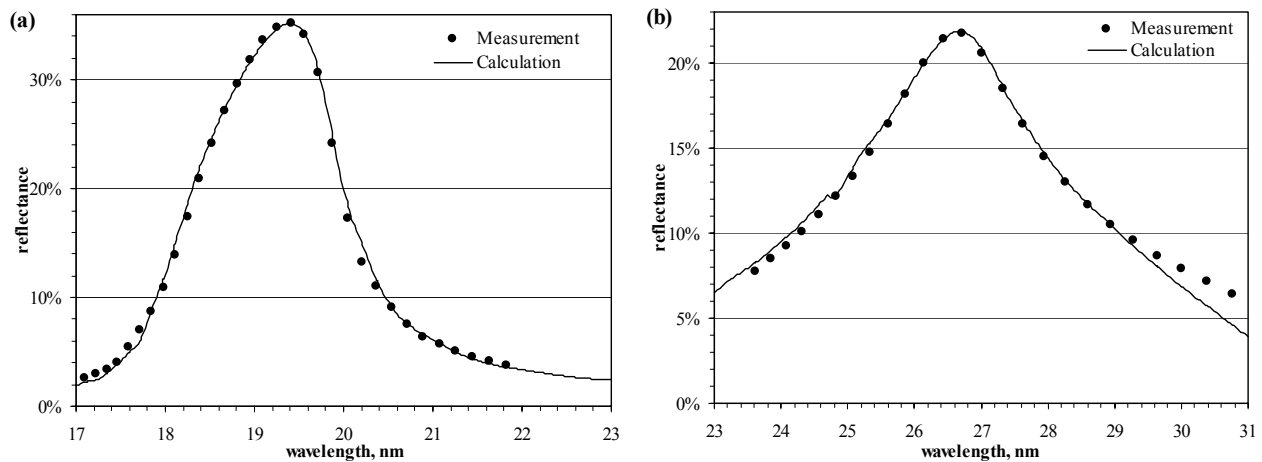 (a)
Measurement
Calculation
30%
20%
10%
0%
reflectance
17 18 19 20 21 22 23
wavelength, nm
(b)
Measurement
Calculation
20%
15%
10%
5%
0%
reflectance
23 24 25 26 27 28 29 30 31
wavelength, nm